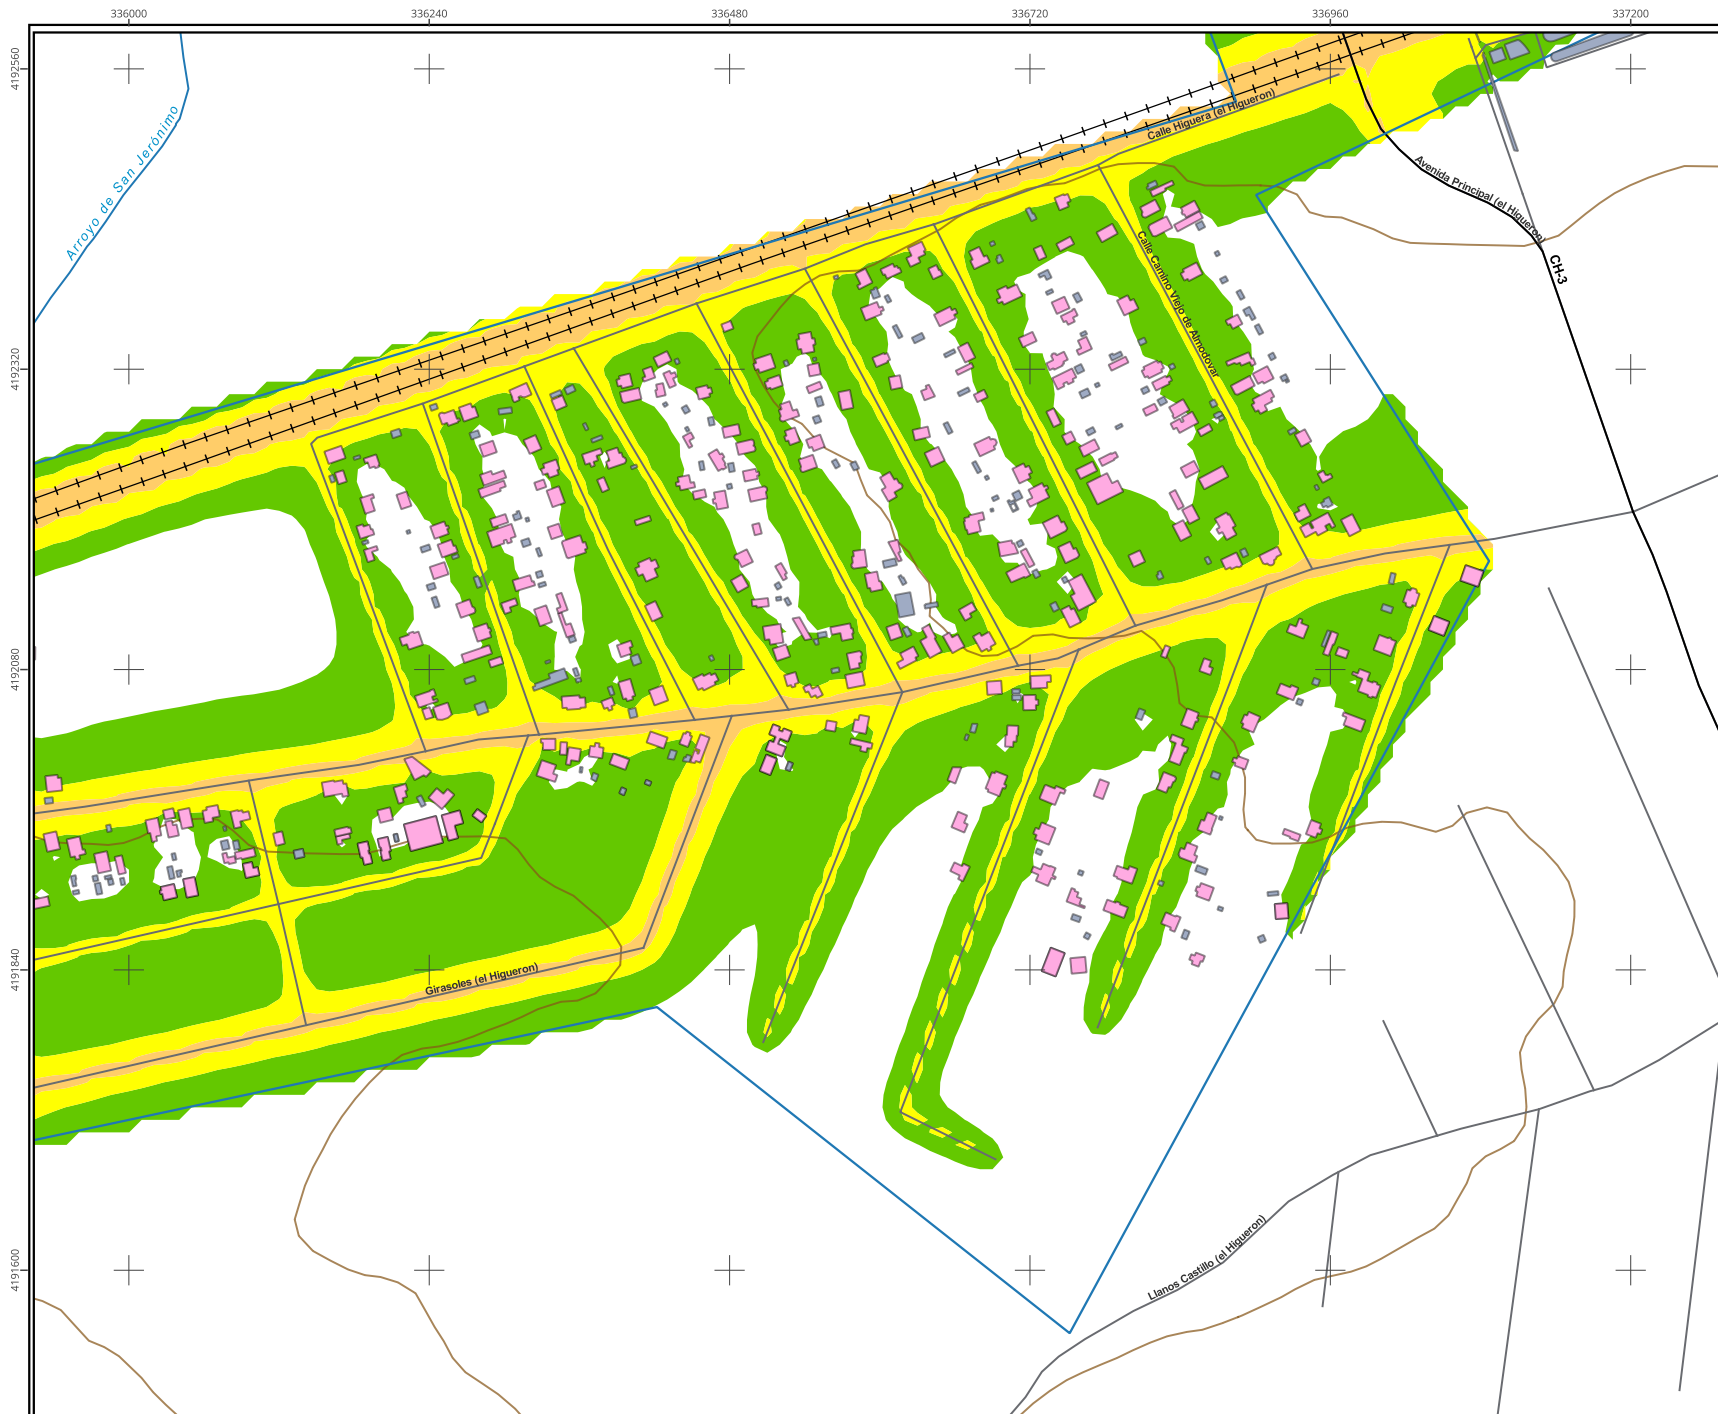 336000 336240 336480 336720 336960 337200
4192560
4192320
4192080
4191840
4191600
Arroyo de San Jerónimo
Calle Higuera (el Higueron)
Avenida Principal (el Higueron)
CH-3
Calle Camino Viejo de Almodovar
Girasoles (el Higueron)
Llanos Castillo (el Higueron)